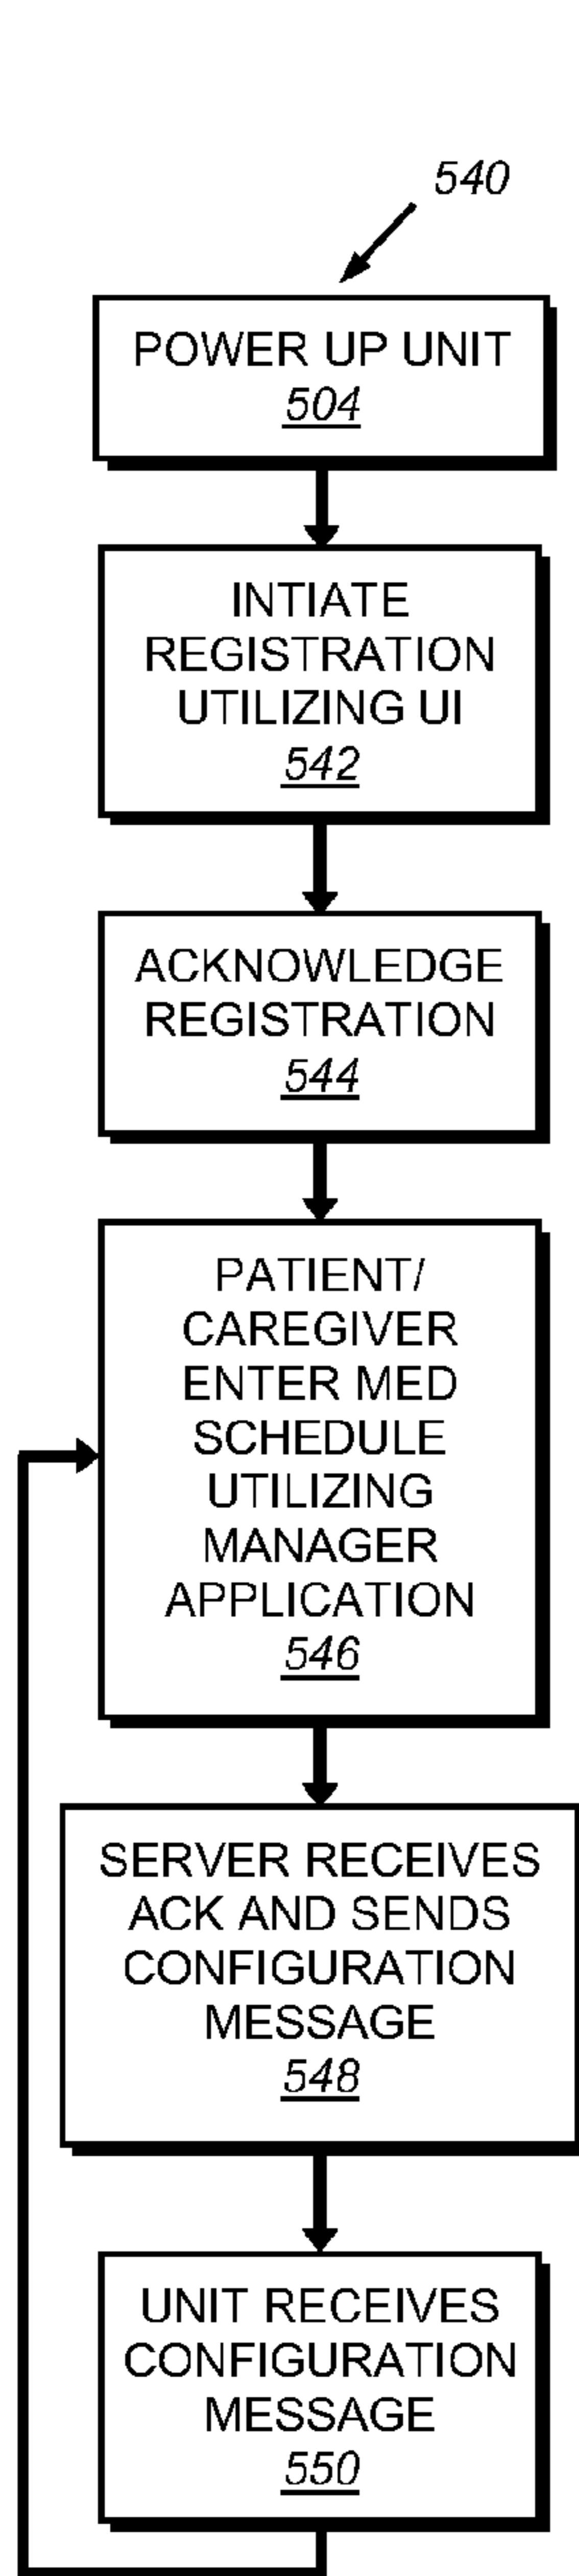 540
POWER UP UNIT
504
INTIATE
REGISTRATION
UTILIZING UI
542
ACKNOWLEDGE
REGISTRATION
544
PATIENT/
CAREGIVER
ENTER MED
SCHEDULE
UTILIZING
MANAGER
APPLICATION
546
SERVER RECEIVES
ACK AND SENDS
CONFIGURATION
MESSAGE
548
UNIT RECEIVES
CONFIGURATION
MESSAGE
550